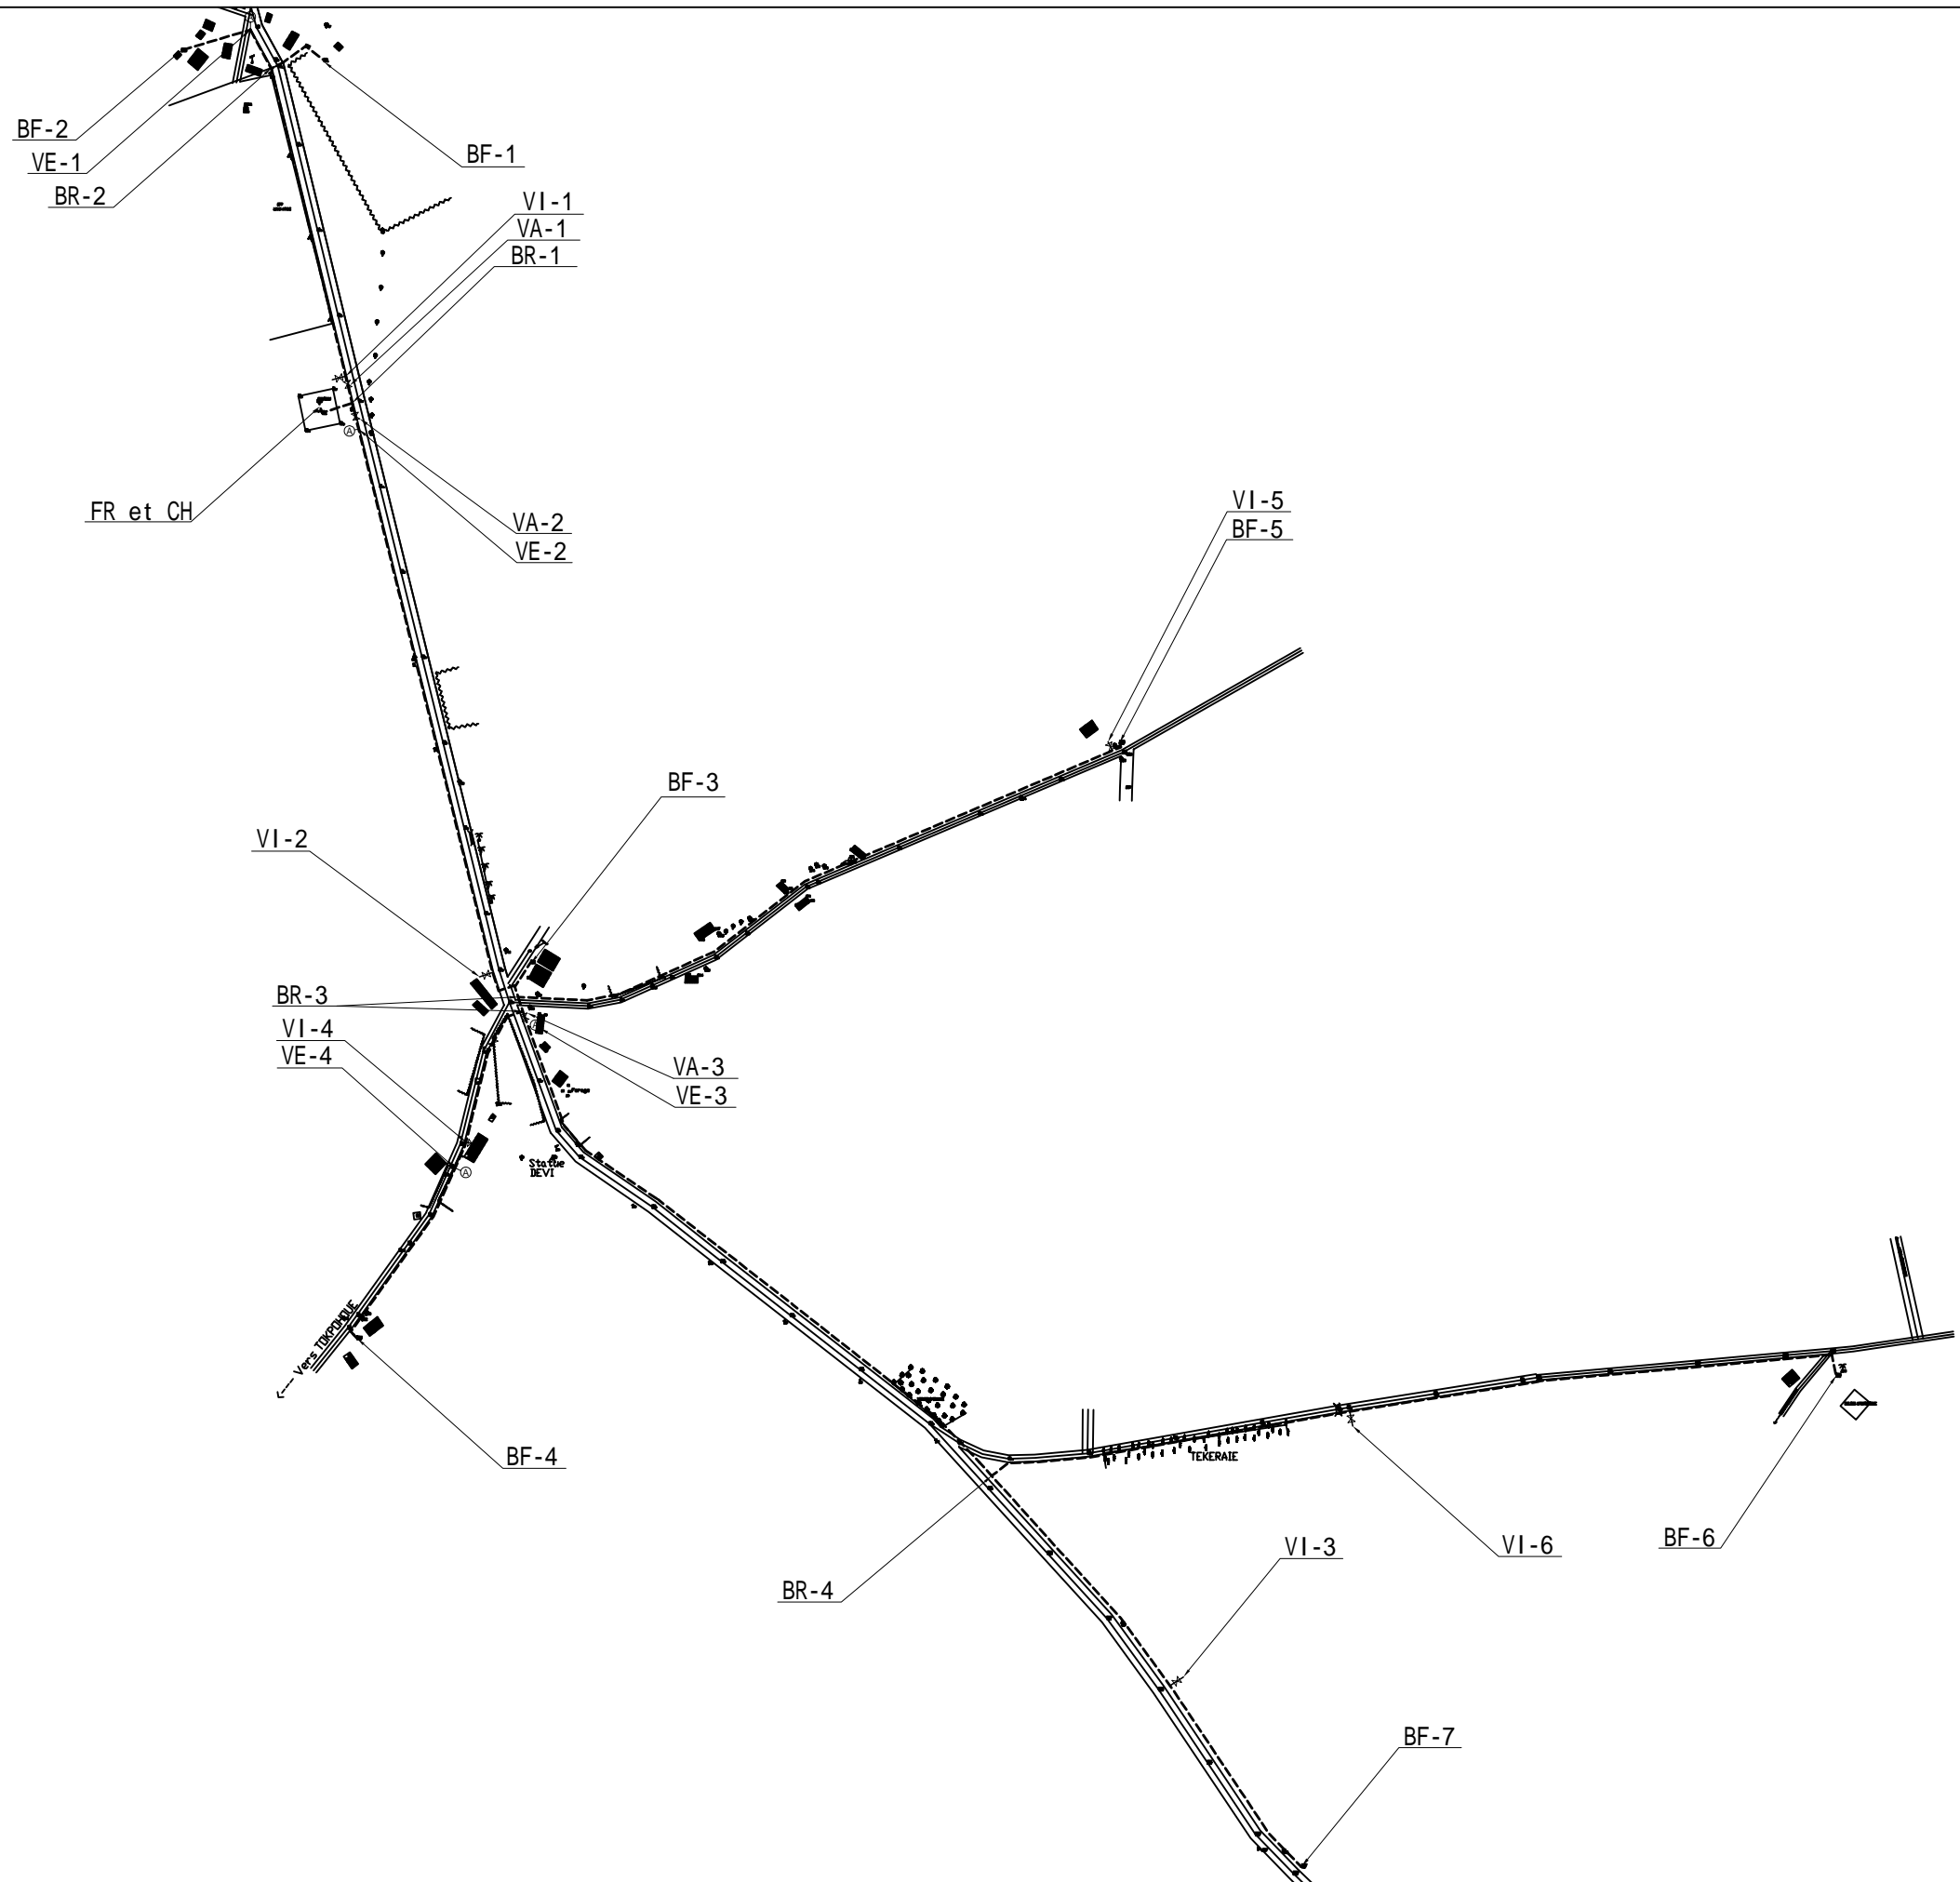 BF-2
VE-1
BR-2
BF-1
VI-1
VA-1
BR-1
FR et CH
VA-2
VE-2
A
VI-5
BF-5
BF-3
VI-2
BR-3
VI-4
VE-4
VA-3
VE-3
A
Statue
DEVI
Vers TOKPOHOUE
BF-4
TEKERAIE
BR-4
VI-3
VI-6
BF-6
BF-7